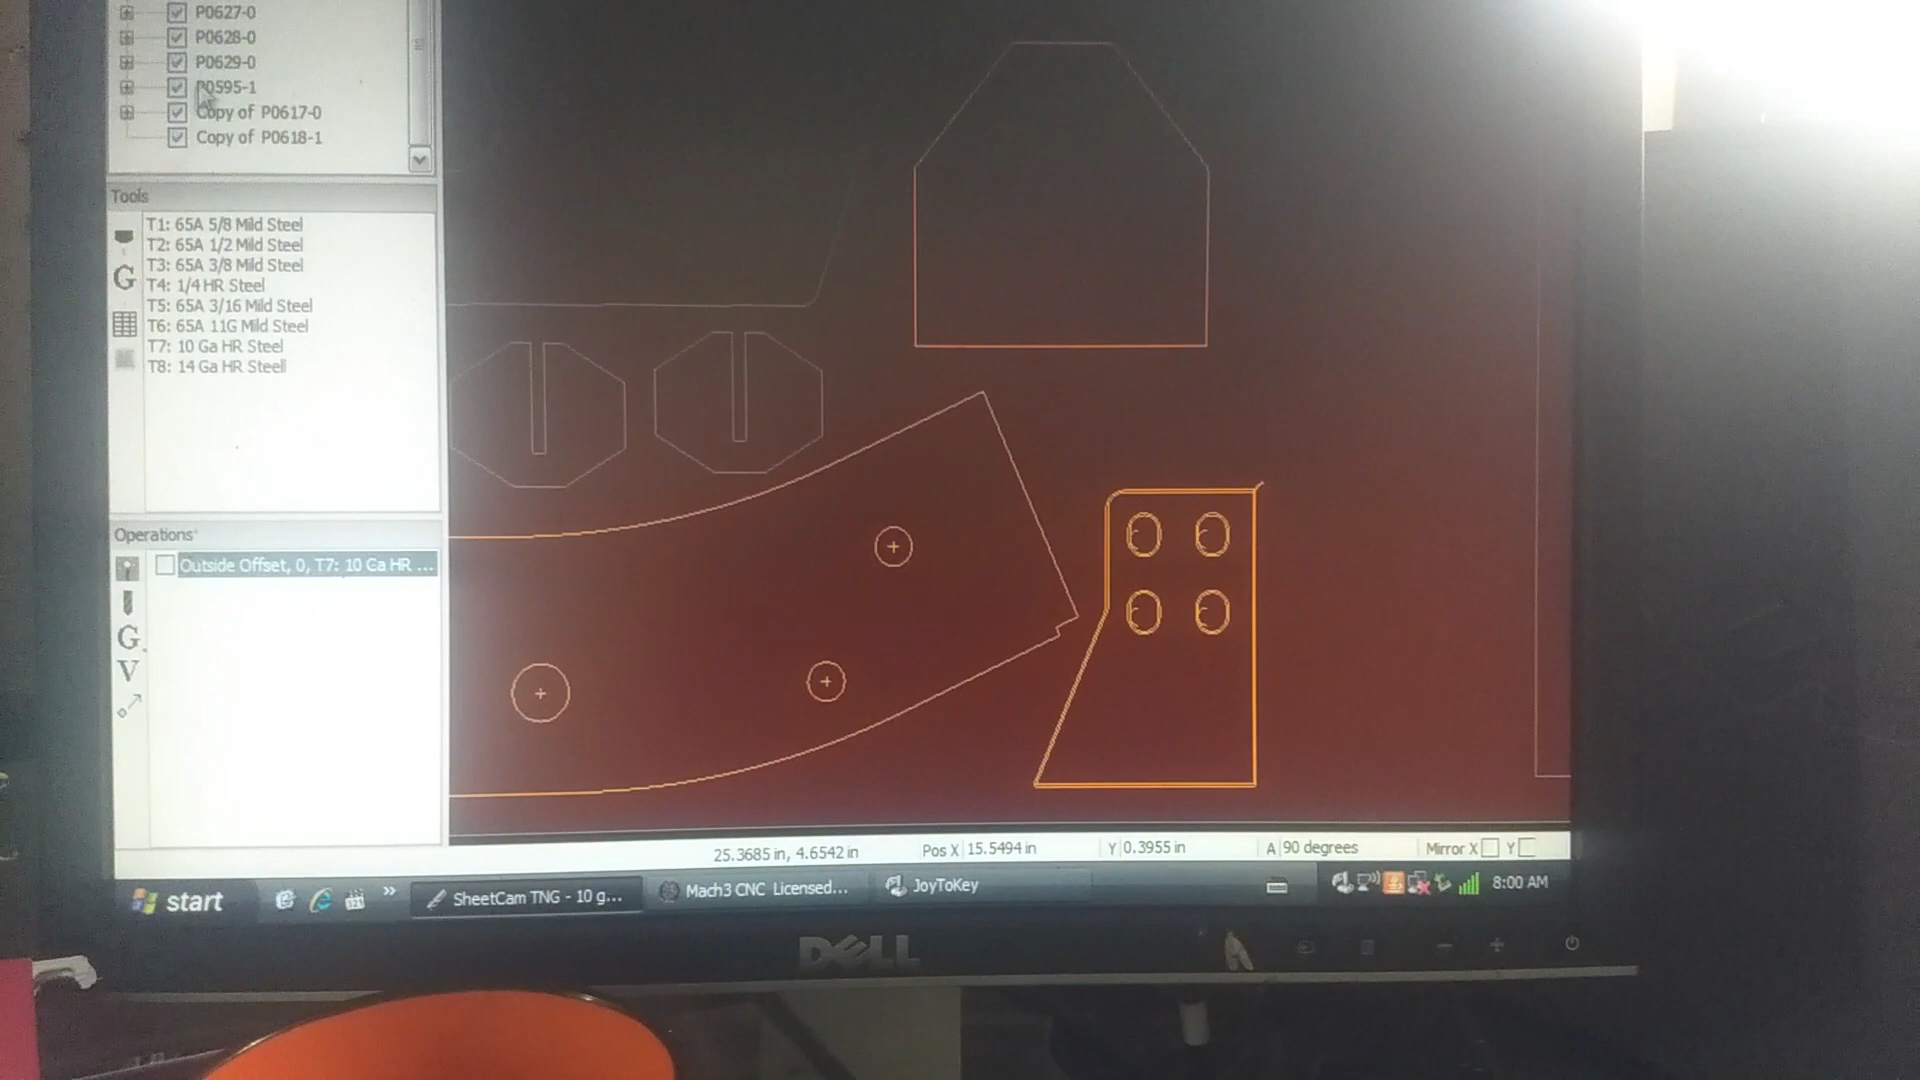 P0627-0
P0628-0
P0629-0
P0595-1
Copy of P0617-0
Copy of P0618-1
Tools
T1: 65A 5/8 Mild Steel
T2: 65A 1/2 Mild Steel
T3: 65A 3/8 Mild Steel
T4: 1/4 HR Steel
T5: 65A 3/16 Mild Steel
T6: 65A 11G Mild Steel
T7: 10 Ga HR Steel
T8: 14 Ga HR Steell
G
Operations
Outside Offset, 0, T7: 10 Ga HR ...
G
V
25.3685 in, 4.6542 in
Pos X 15.5494 in
Y 0.3955 in
A 90 degrees
Mirror X Y
start
SheetCam TNG - 10 g...
Mach3 CNC Licensed...
JoyToKey
8:00 AM
DELL